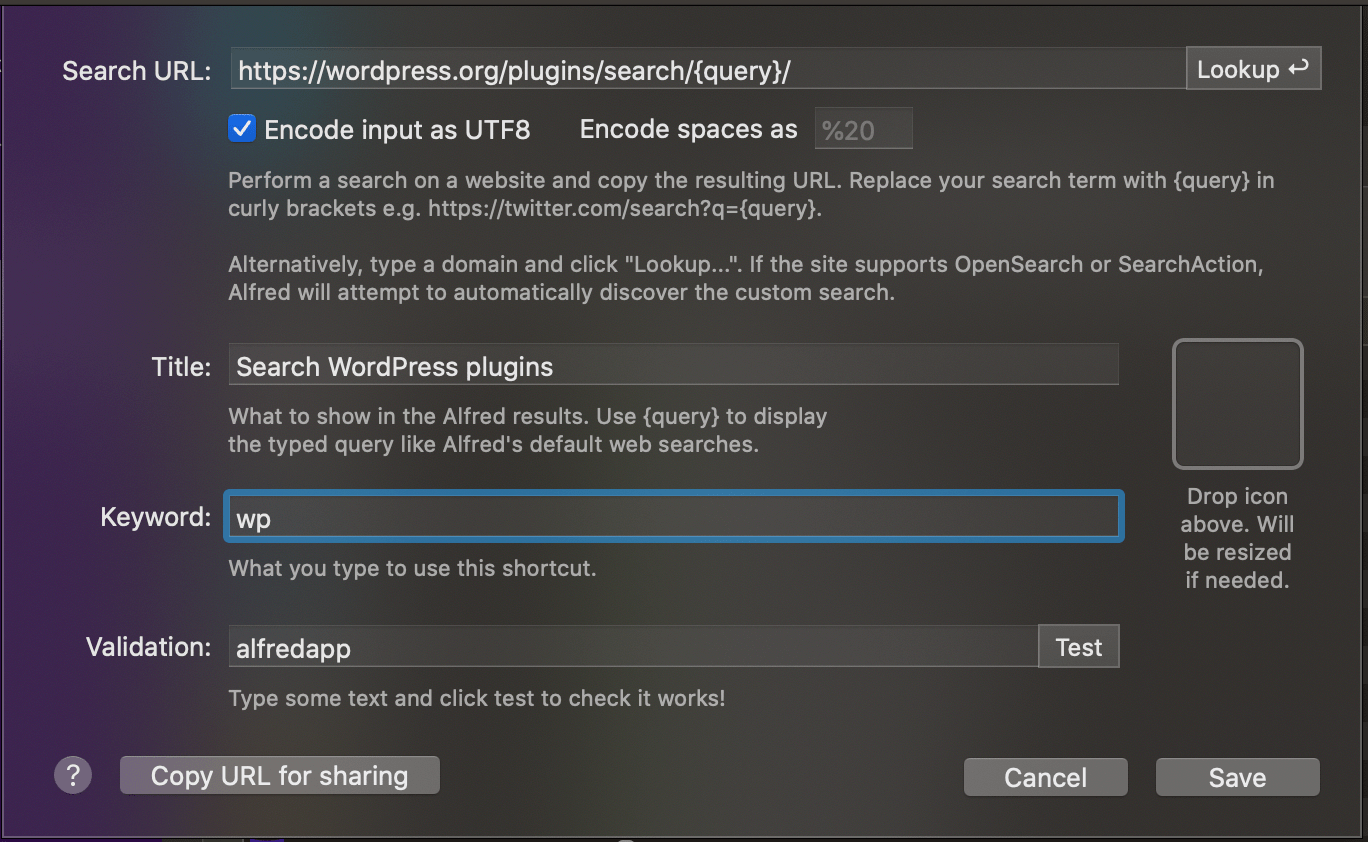 Search URL: https://wordpress.org/plugins/search/{query}/ Lookup ↩
Encode input as UTF8 Encode spaces as %20
Perform a search on a website and copy the resulting URL. Replace your search term with {query} in
curly brackets e.g. https://twitter.com/search?q={query}.
Alternatively, type a domain and click "Lookup...". If the site supports OpenSearch or SearchAction,
Alfred will attempt to automatically discover the custom search.
Title: Search WordPress plugins
What to show in the Alfred results. Use {query} to display
the typed query like Alfred's default web searches.
Keyword: wp
What you type to use this shortcut.
Drop icon
above. Will
be resized
if needed.
Validation: alfredapp Test
Type some text and click test to check it works!
? Copy URL for sharing Cancel Save